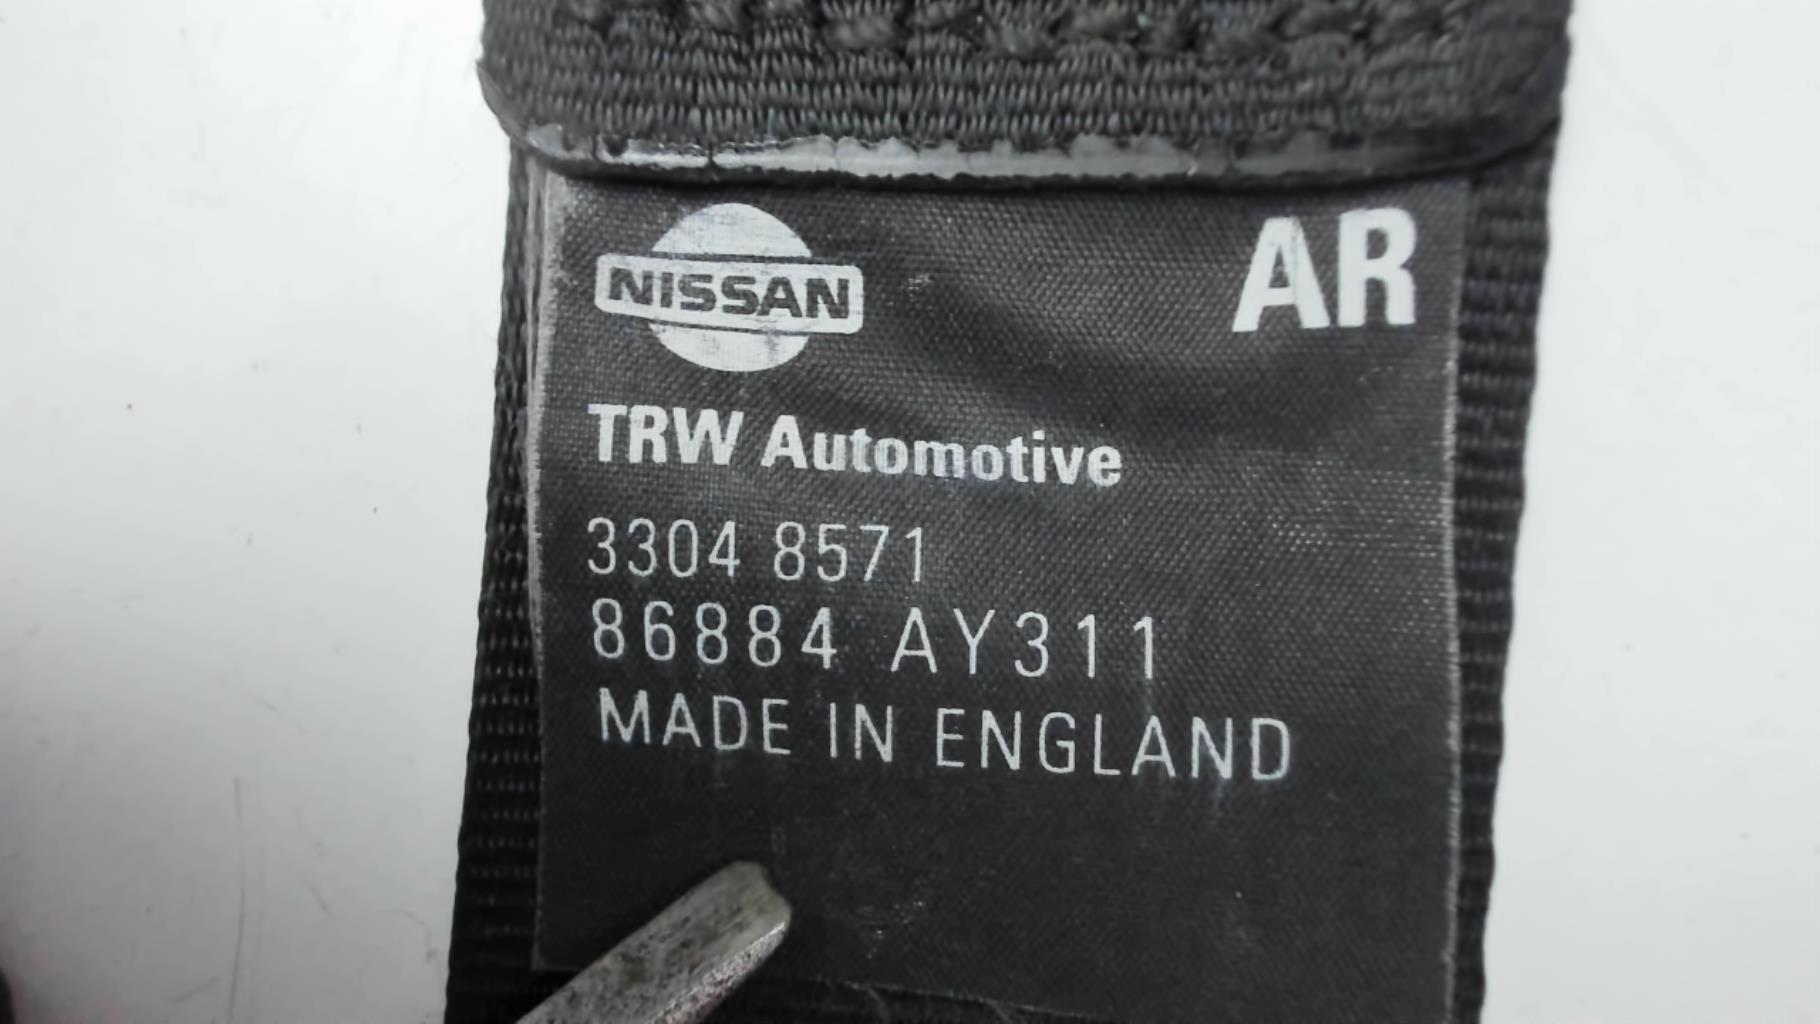 NISSAN
AR
TRW Automotive
3304 8571
86884 AY311
MADE IN ENGLAND